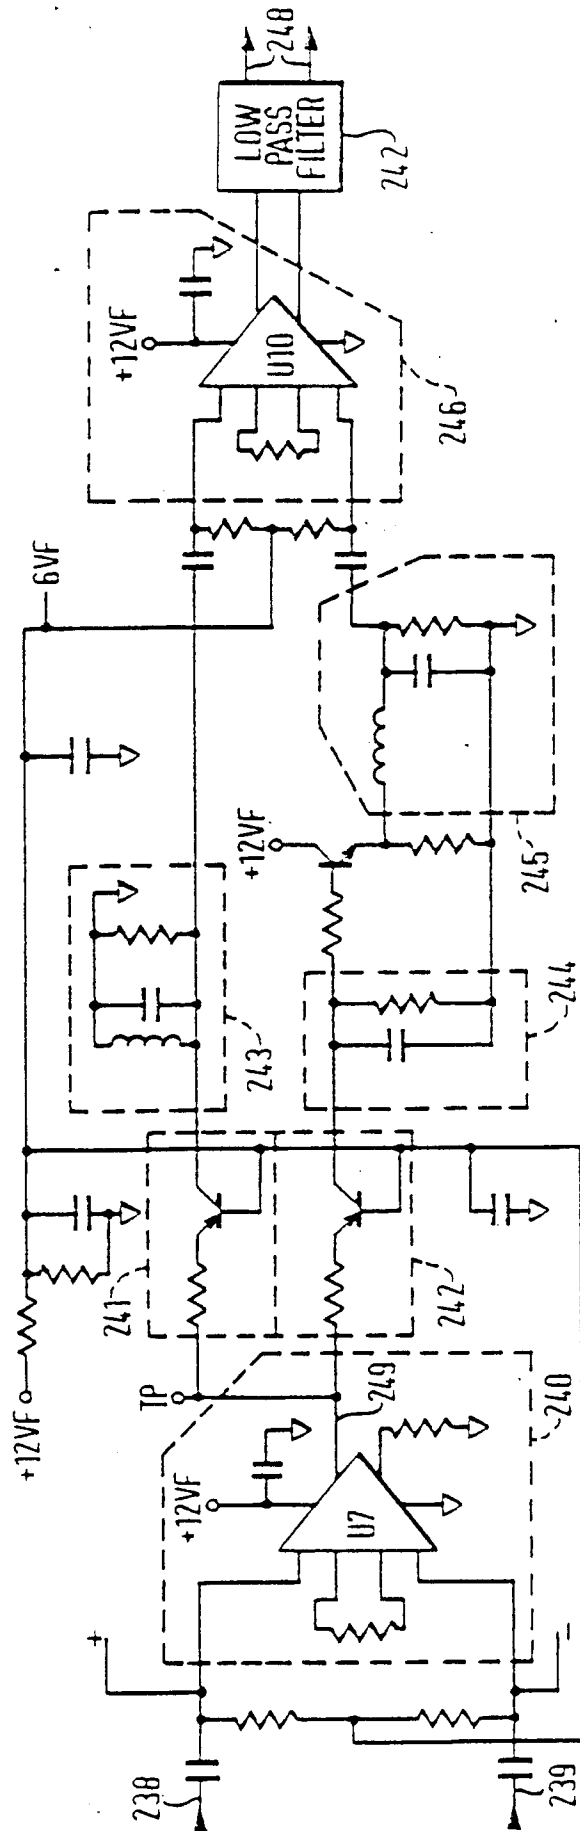 238
239
+
-
+12VF
U7
240
249
TP
+12VF
241
242
243
244
+12VF
245
6VF
+12VF
U10
246
LOW
PASS
FILTER
242
248